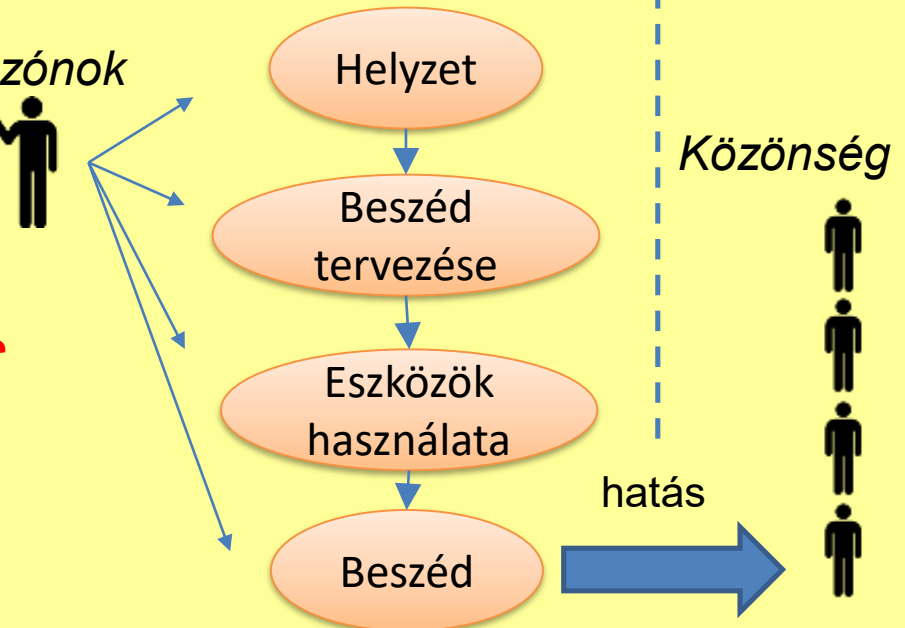 zónok
Helyzet
Közönség
Beszéd
tervezése
Eszközök
használata
hatás
Beszéd